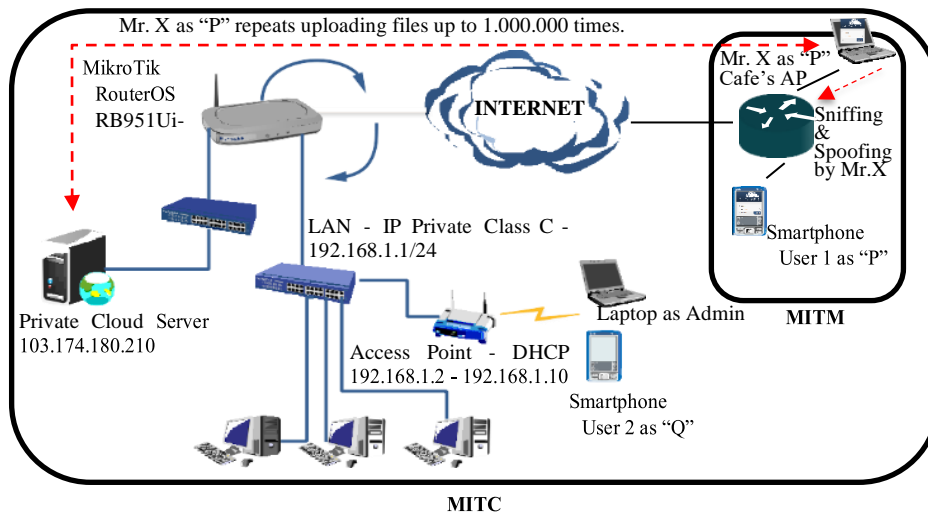 Mr. X as “P” repeats uploading files up to 1.000.000 times.
MikroTik
RouterOS
RB951Ui-
INTERNET
Mr. X as “P”
Cafe’s AP
Sniffing
&
Spoofing
by Mr.X
Smartphone
User 1 as “P”
MITM
LAN - IP Private Class C -
192.168.1.1/24
Private Cloud Server
103.174.180.210
Laptop as Admin
Access Point - DHCP
192.168.1.2 - 192.168.1.10
Smartphone
User 2 as “Q”
MITC